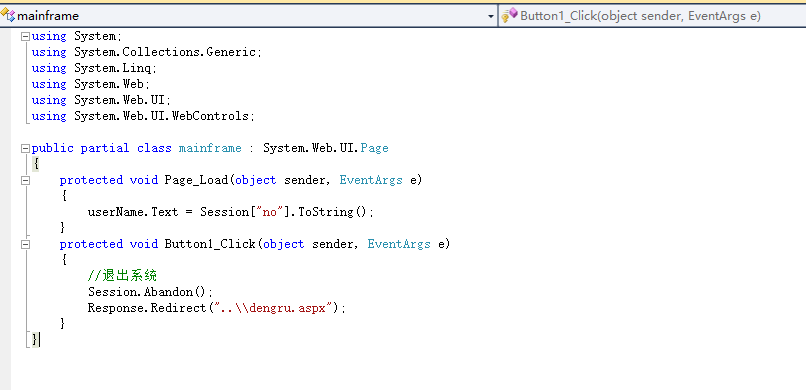 mainframe
Button1_Click(object sender, EventArgs e)
using System;
using System.Collections.Generic;
using System.Linq;
using System.Web;
using System.Web.UI;
using System.Web.UI.WebControls;
public partial class mainframe : System.Web.UI.Page
{
protected void Page_Load(object sender, EventArgs e)
{
userName.Text = Session["no"].ToString();
}
protected void Button1_Click(object sender, EventArgs e)
{
//退出系统
Session.Abandon();
Response.Redirect("..\\dengru.aspx");
}
}